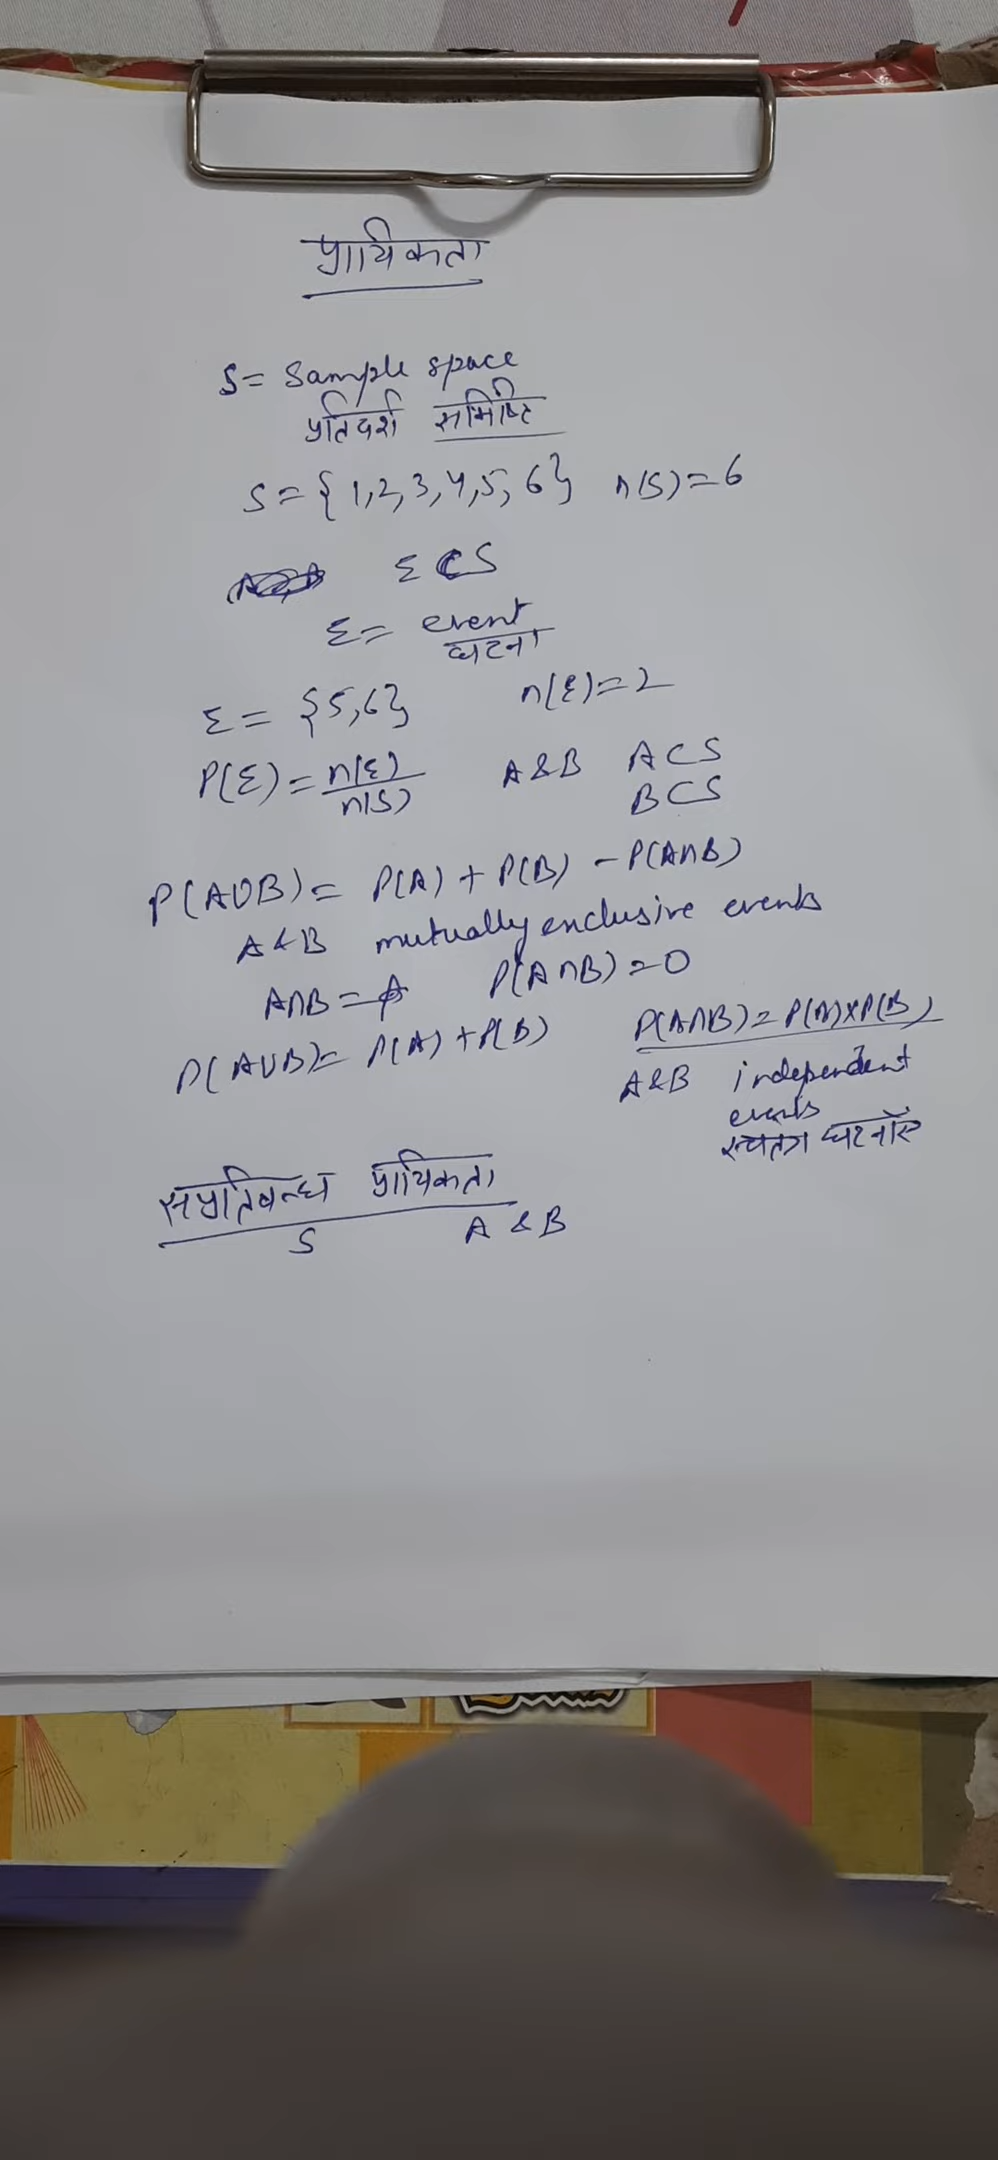 प्रायिकता
S = Sample space
प्रतिदर्श समिष्टि
S = {1,2,3,4,5,6} n(S) = 6
E ⊂ S
E = event
घटना
E = {5,6} n(E) = 2
P(E) = n(E)/n(S) A & B A ⊂ S
B ⊂ S
P(A∪B) = P(A) + P(B) - P(A∩B)
A & B mutually exclusive events
A∩B = ϕ P(A∩B) = 0
P(A∪B) = P(A) + P(B)
P(A∩B) = P(A)×P(B)
A&B independent
events
स्वतंत्र घटनाएँ
सप्रतिबन्ध प्रायिकता
S A & B